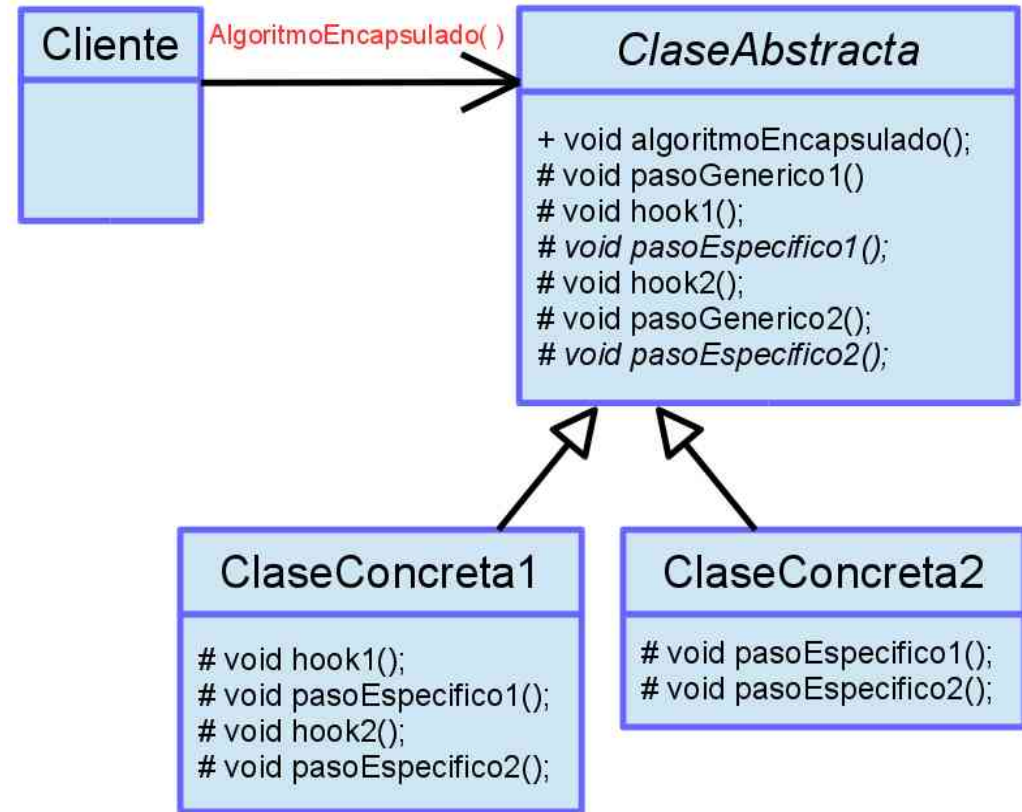 Cliente
AlgoritmoEncapsulado( )
ClaseAbstracta
+ void algoritmoEncapsulado();
# void pasoGenerico1()
# void hook1();
# void pasoEspecifico1();
# void hook2();
# void pasoGenerico2();
# void pasoEspecifico2();
ClaseConcreta1
# void hook1();
# void pasoEspecifico1();
# void hook2();
# void pasoEspecifico2();
ClaseConcreta2
# void pasoEspecifico1();
# void pasoEspecifico2();